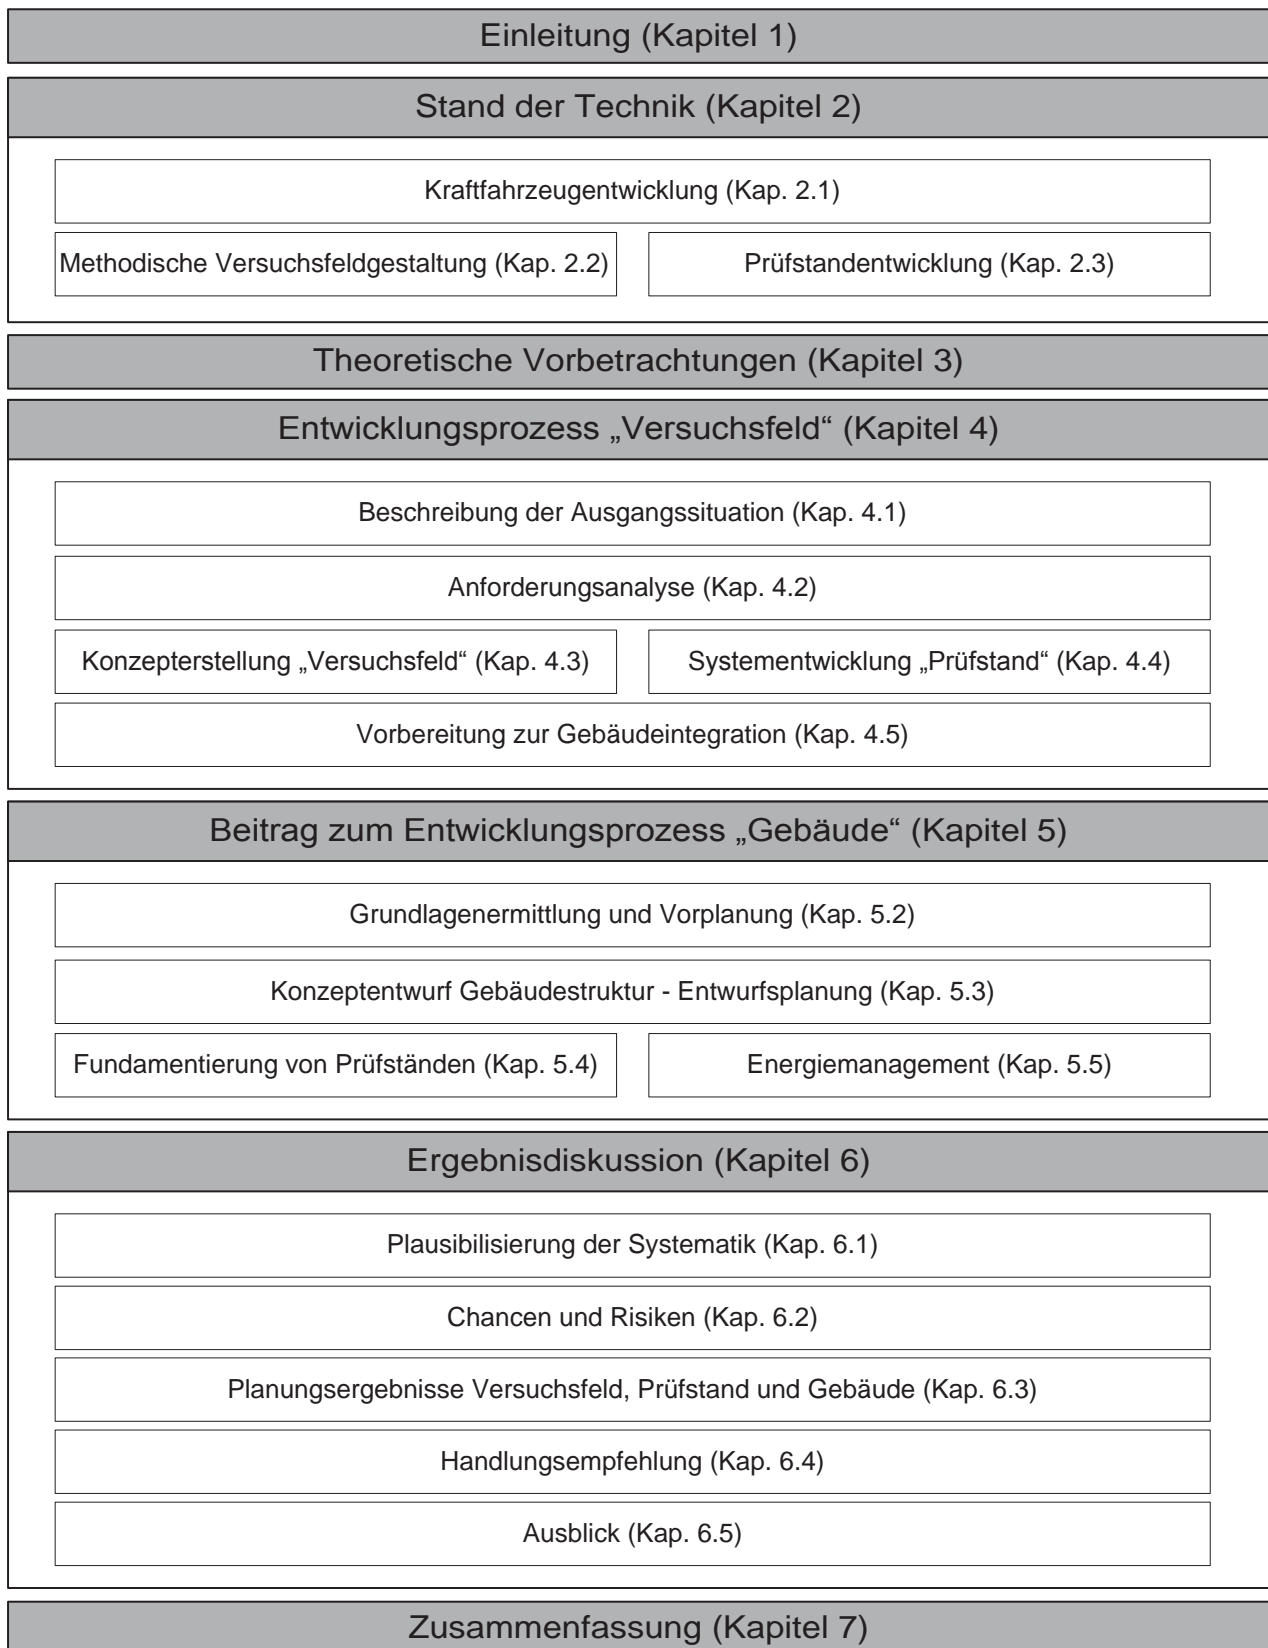 Einleitung (Kapitel 1)
Stand der Technik (Kapitel 2)
Kraftfahrzeugentwicklung (Kap. 2.1)
Methodische Versuchsfeldgestaltung (Kap. 2.2)
Prüfstandentwicklung (Kap. 2.3)
Theoretische Vorbetrachtungen (Kapitel 3)
Entwicklungsprozess „Versuchsfeld“ (Kapitel 4)
Beschreibung der Ausgangssituation (Kap. 4.1)
Anforderungsanalyse (Kap. 4.2)
Konzepterstellung „Versuchsfeld“ (Kap. 4.3)
Systementwicklung „Prüfstand“ (Kap. 4.4)
Vorbereitung zur Gebäudeintegration (Kap. 4.5)
Beitrag zum Entwicklungsprozess „Gebäude“ (Kapitel 5)
Grundlagenermittlung und Vorplanung (Kap. 5.2)
Konzeptentwurf Gebäudestruktur - Entwurfsplanung (Kap. 5.3)
Fundamentierung von Prüfständen (Kap. 5.4)
Energiemanagement (Kap. 5.5)
Ergebnisdiskussion (Kapitel 6)
Plausibilisierung der Systematik (Kap. 6.1)
Chancen und Risiken (Kap. 6.2)
Planungsergebnisse Versuchsfeld, Prüfstand und Gebäude (Kap. 6.3)
Handlungsempfehlung (Kap. 6.4)
Ausblick (Kap. 6.5)
Zusammenfassung (Kapitel 7)